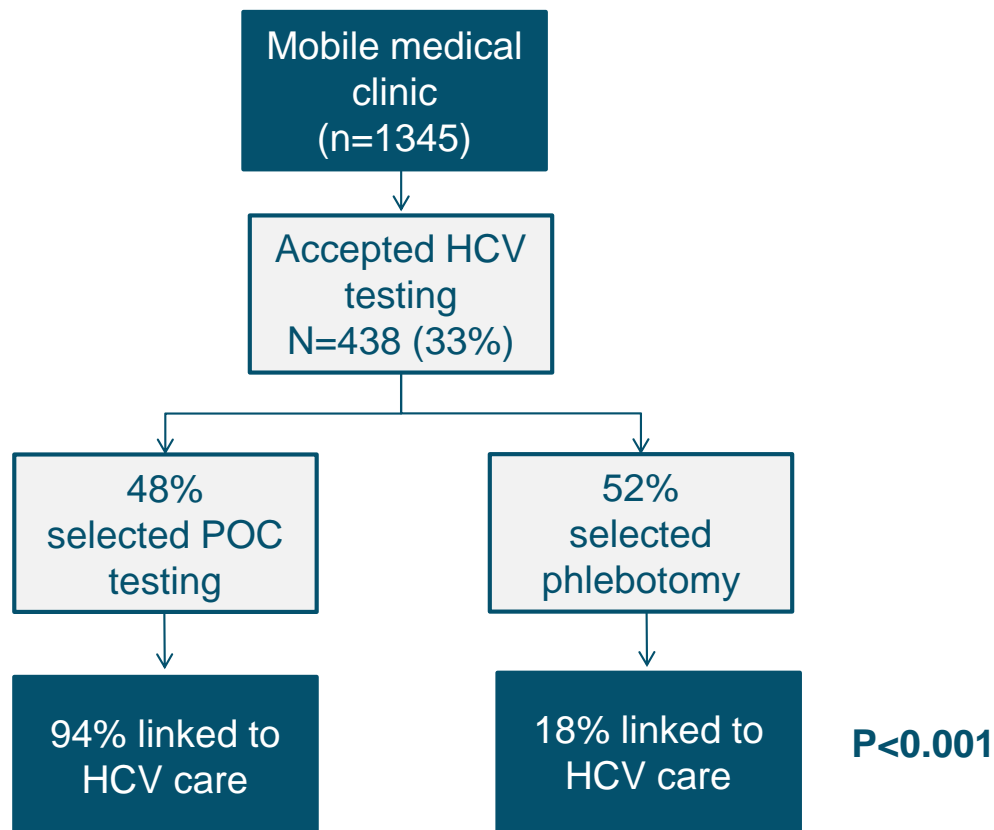 Mobile medical
clinic
(n=1345)
Accepted HCV
testing
N=438 (33%)
48%
selected POC
testing
52%
selected
phlebotomy
94% linked to
HCV care
18% linked to
HCV care
P<0.001